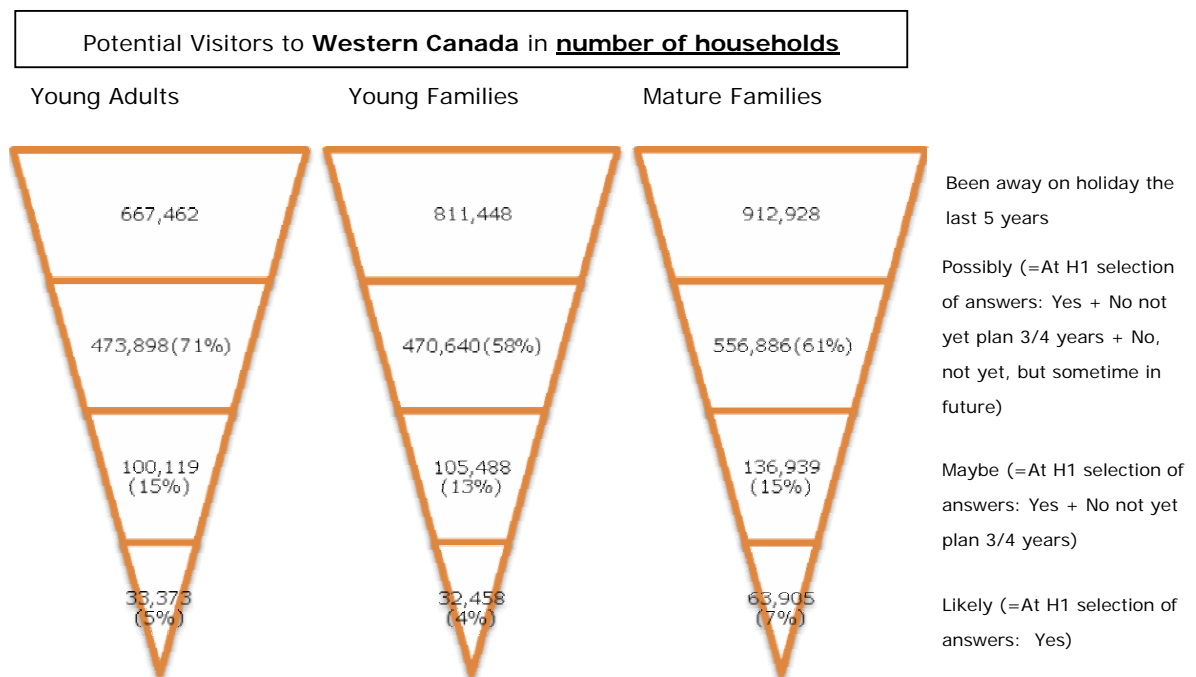 Potential Visitors to Western Canada in number of households
Young Adults
Young Families
Mature Families
667,462
811,448
912,928
Been away on holiday the
last 5 years
473,898(71%)
470,640(58%)
556,886(61%)
Possibly (=At H1 selection
of answers: Yes + No not
yet plan 3/4 years + No,
not yet, but sometime in
future)
100,119
(15%)
105,488
(13%)
136,939
(15%)
Maybe (=At H1 selection of
answers: Yes + No not yet
plan 3/4 years)
33,373
(5%)
32,458
(4%)
63,905
(7%)
Likely (=At H1 selection of
answers: Yes)